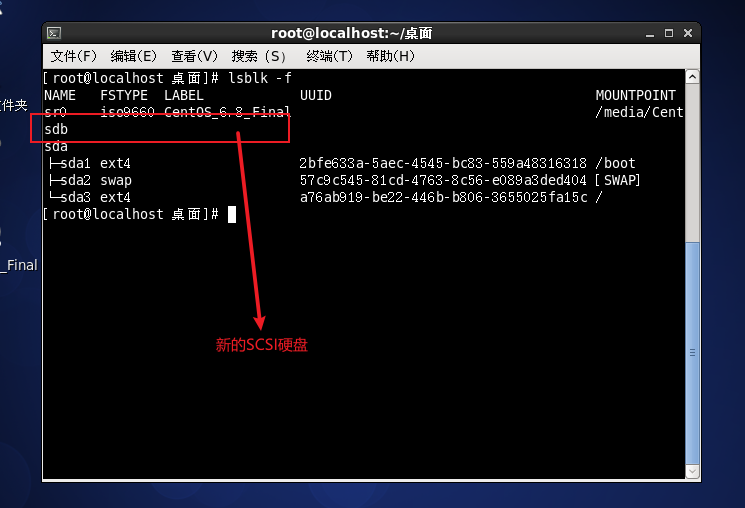 root@localhost:~/桌面
文件(F) 编辑(E) 查看(V) 搜索 (S) 终端(T) 帮助(H)
[root@localhost 桌面]# lsblk -f
NAME FSTYPE LABEL UUID MOUNTPOINT
sr0 iso9660 CentOS_6.8_Final /media/Cent
sdb
sda
├─sda1 ext4 2bfe633a-5aec-4545-bc83-559a48316318 /boot
├─sda2 swap 57c9c545-81cd-4763-8c56-e089a3ded404 [SWAP]
└─sda3 ext4 a76ab919-be22-446b-b806-3655025fa15c /
[root@localhost 桌面]#
新的SCSI硬盘
件夹
_Final